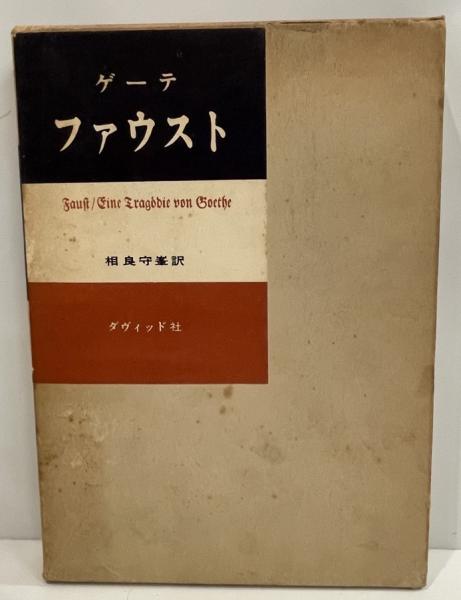 ゲーテ
ファウスト
Faust/Eine Tragödie von Goethe
相良守峯訳
ダヴィッド社